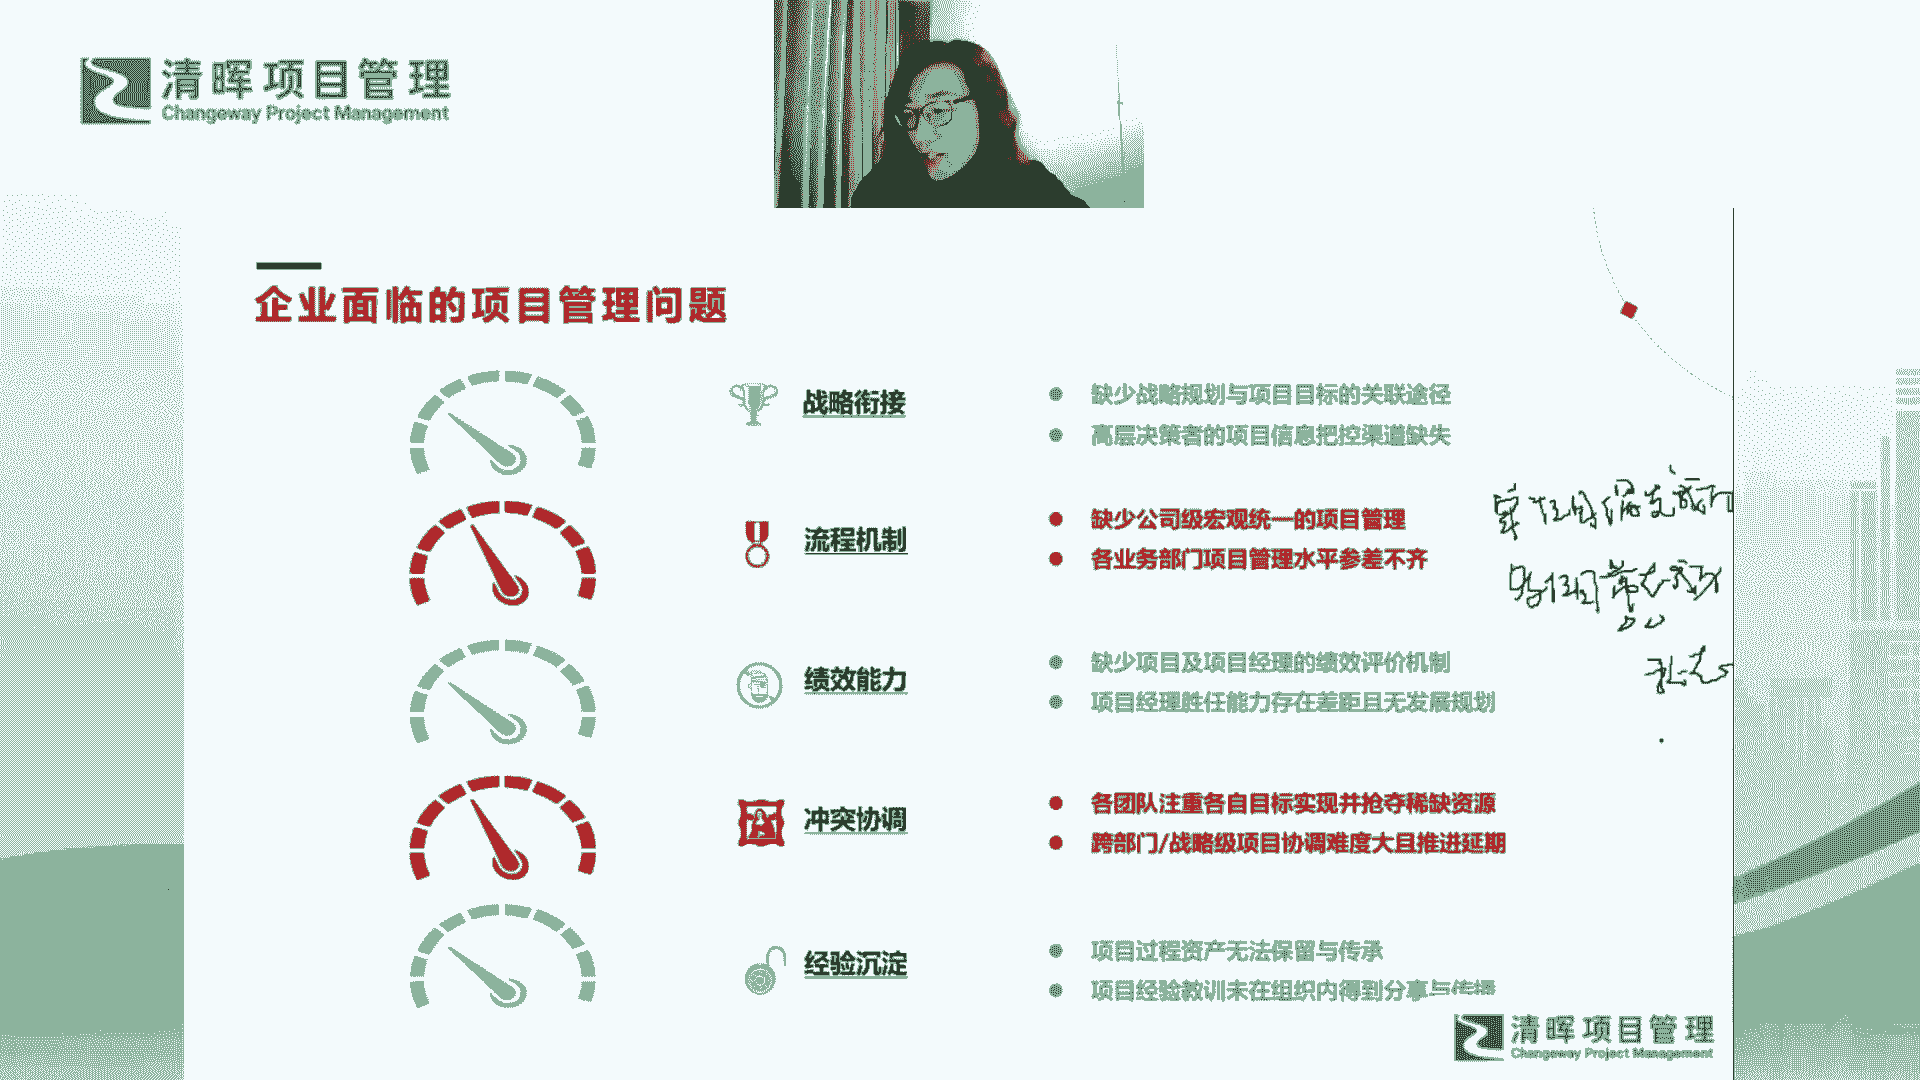 清晖项目管理
Changeway Project Management
企业面临的项目管理问题
战略衔接
缺少战略规划与项目目标的关联途径
高层决策者的项目信息把控渠道缺失
流程机制
缺少公司级宏观统一的项目管理
各业务部门项目管理水平参差不齐
绩效能力
缺少项目及项目经理的绩效评价机制
项目经理胜任能力存在差距且无发展规划
冲突协调
各团队注重各自目标实现并抢夺稀缺资源
跨部门/战略级项目协调难度大且推进延期
经验沉淀
项目过程资产无法保留与传承
项目经验教训未在组织内得到分享与传播
清晖项目管理
Changeway Project Management